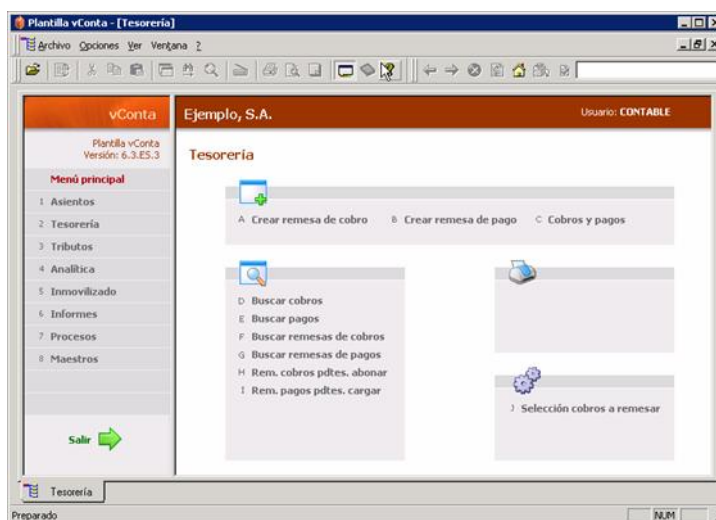 Plantilla vConta - [Tesorería]
Archivo Opciones Ver Ventana ?
vConta
Ejemplo, S.A.
Usuario: CONTABLE
Plantilla vConta
Versión: 6.3.E5.3
Tesorería
Menú principal
1 Asientos
2 Tesorería
3 Tributos
4 Analítica
5 Inmovilizado
6 Informes
7 Procesos
8 Maestros
Salir
A Crear remesa de cobro B Crear remesa de pago C Cobros y pagos
D Buscar cobros
E Buscar pagos
F Buscar remesas de cobros
G Buscar remesas de pagos
H Rem. cobros pdtes. abonar
I Rem. pagos pdtes. cargar
J Selección cobros a remesar
Tesorería
Preparado
NUM